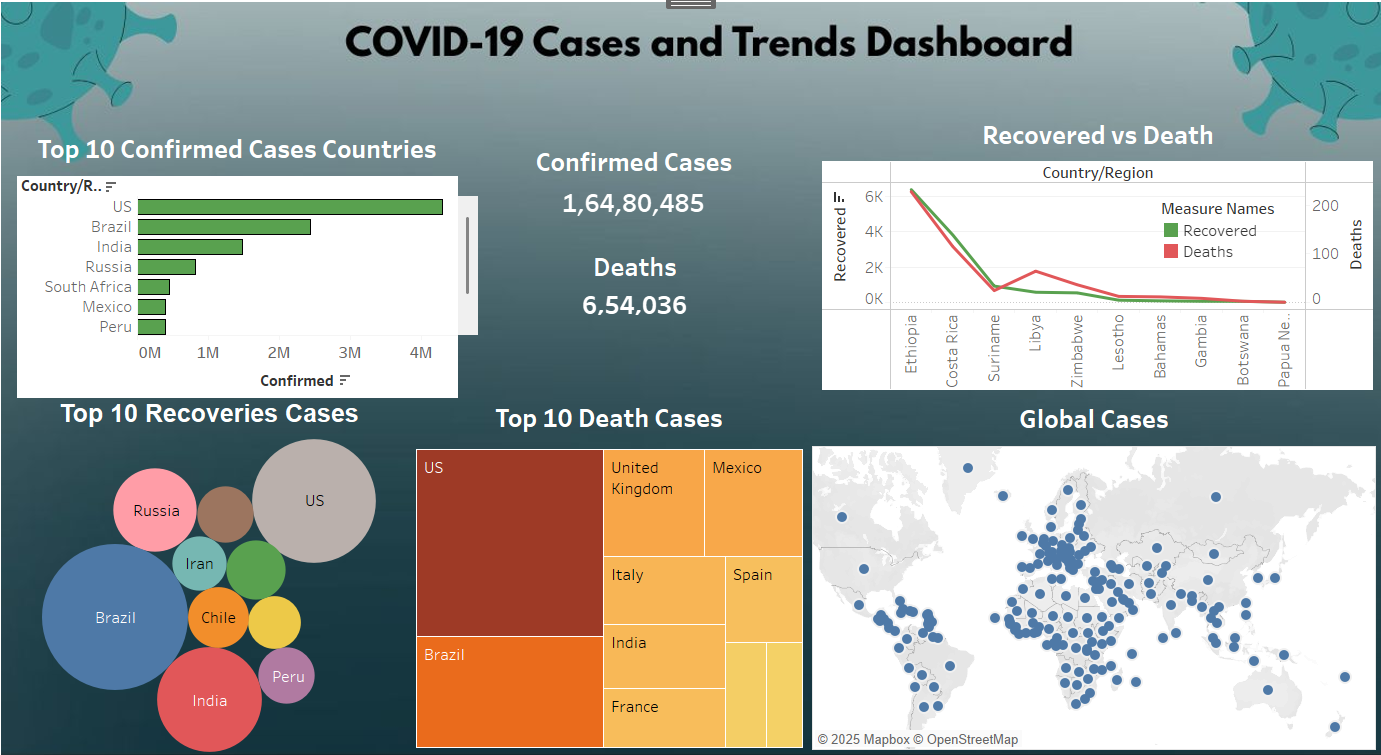 COVID-19 Cases and Trends Dashboard
Top 10 Confirmed Cases Countries
Country/R..
US
Brazil
India
Russia
South Africa
Mexico
Peru
0M 1M 2M 3M 4M
Confirmed
Confirmed Cases
1,64,80,485
Deaths
6,54,036
Recovered vs Death
Country/Region
Recovered
6K
4K
2K
0K
Measure Names
Recovered
Deaths
200
100
0
Deaths
Ethiopia
Costa Rica
Suriname
Libya
Zimbabwe
Lesotho
Bahamas
Gambia
Botswana
Papua Ne..
Top 10 Recoveries Cases
US
Russia
Iran
Brazil
Chile
Peru
India
Top 10 Death Cases
US
Brazil
United
Kingdom
Mexico
Italy
Spain
India
France
Global Cases
© 2025 Mapbox © OpenStreetMap